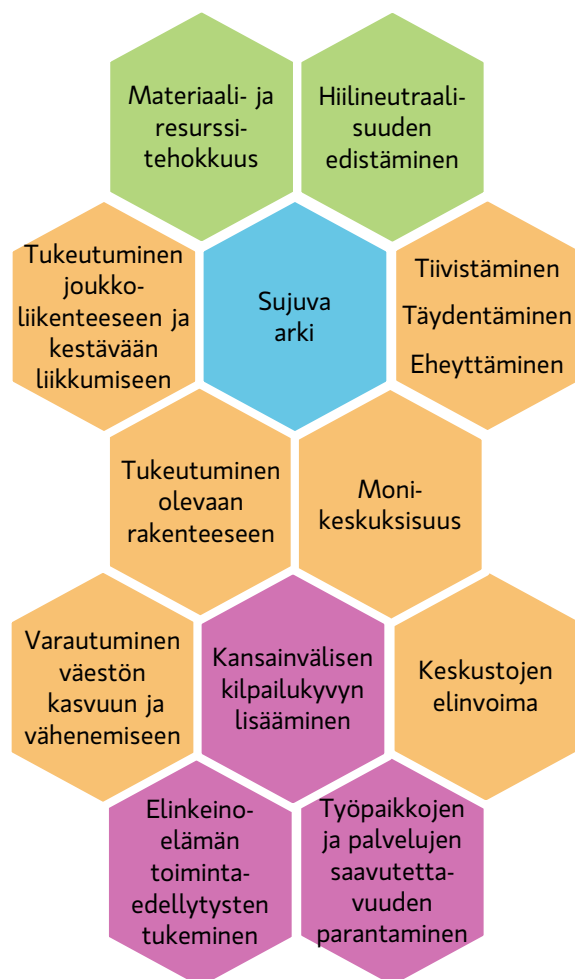 Materiaali- ja
resurssi-
tehokkuus
Hiilineutraali-
suuden
edistäminen
Tukeutuminen
joukko-
liikenteeseen ja
kestävään
liikkumiseen
Sujuva
arki
Tiivistäminen
Täydentäminen
Eheyttäminen
Tukeutuminen
olevaan
rakenteeseen
Moni-
keskuksisuus
Varautuminen
väestön
kasvuun ja
vähenemiseen
Kansainvälisen
kilpailukyvyn
lisääminen
Keskustojen
elinvoima
Elinkeino-
elämän
toiminta-
edellytysten
tukeminen
Työpaikkojen
ja palvelujen
saavutetta-
vuuden
parantaminen